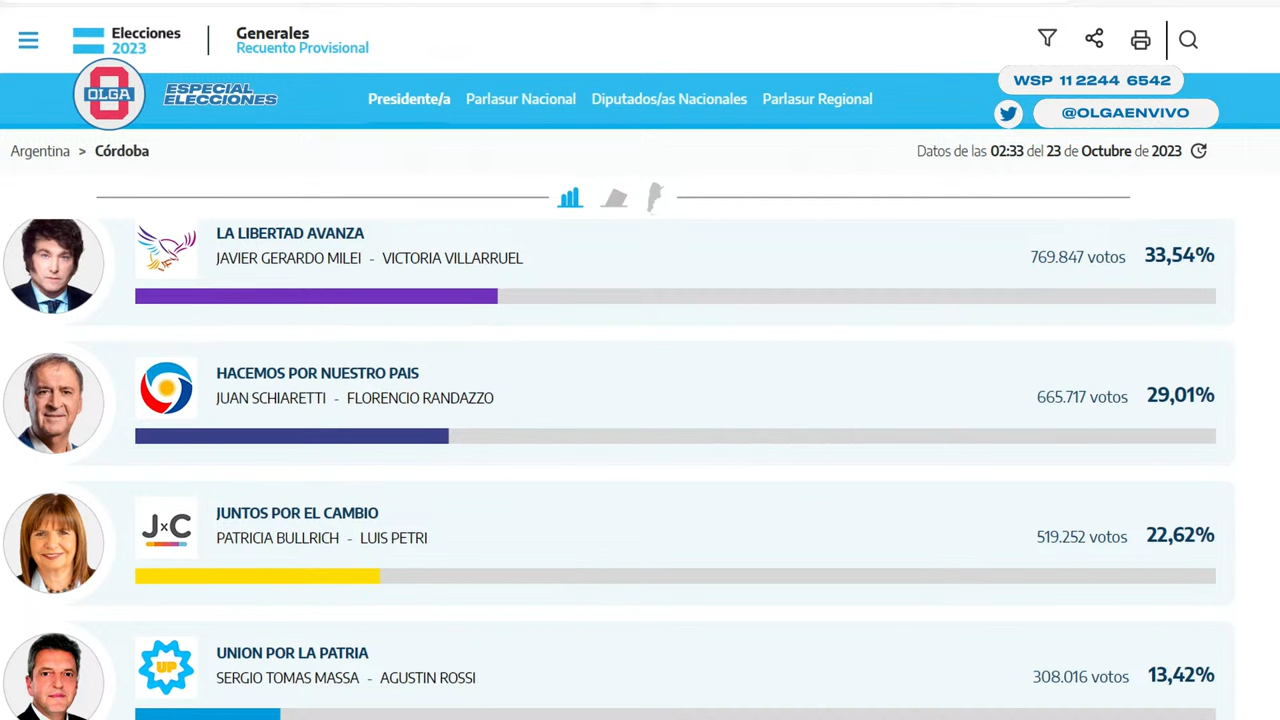 Elecciones
2023
Generales
Recuento Provisional
OLGA
ESPECIAL
ELECCIONES
Presidente/a Parlasur Nacional Diputados/as Nacionales Parlasur Regional
WSP 11 2244 6542
@OLGAENVIVO
Argentina > Córdoba
Datos de las 02:33 del 23 de Octubre de 2023
LA LIBERTAD AVANZA
JAVIER GERARDO MILEI - VICTORIA VILLARRUEL
769.847 votos 33,54%
HACEMOS POR NUESTRO PAIS
JUAN SCHIARETTI - FLORENCIO RANDAZZO
665.717 votos 29,01%
JxC
JUNTOS POR EL CAMBIO
PATRICIA BULLRICH - LUIS PETRI
519.252 votos 22,62%
UP
UNION POR LA PATRIA
SERGIO TOMAS MASSA - AGUSTIN ROSSI
308.016 votos 13,42%